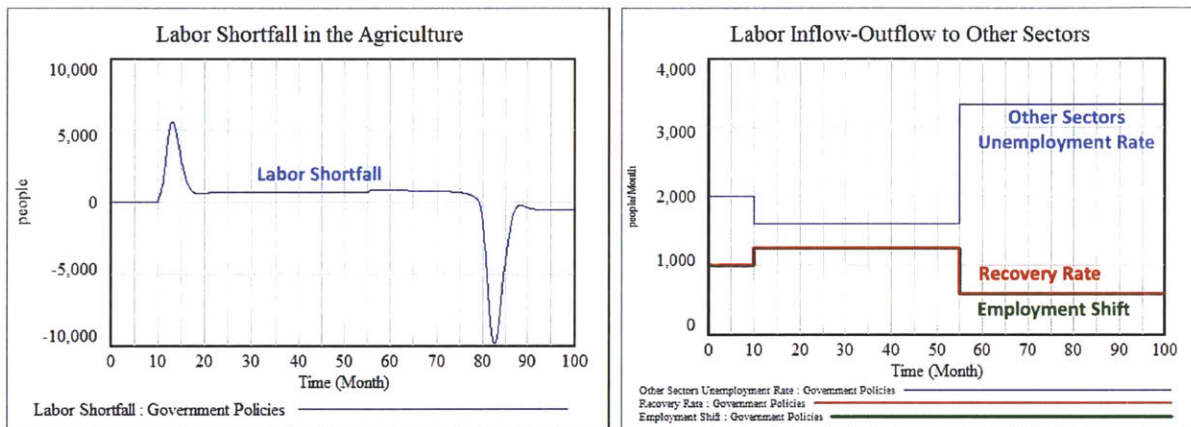 Labor Shortfall in the Agriculture
10,000
5,000
0
-5,000
-10,000
people
Labor Shortfall
0 10 20 30 40 50 60 70 80 90 100
Time (Month)
Labor Shortfall : Government Policies
Labor Inflow-Outflow to Other Sectors
4,000
3,000
2,000
1,000
0
people/Month
Other Sectors
Unemployment Rate
Recovery Rate
Employment Shift
0 10 20 30 40 50 60 70 80 90 100
Time (Month)
Other Sectors Unemployment Rate : Government Policies
Recovery Rate : Government Policies
Employment Shift : Government Policies